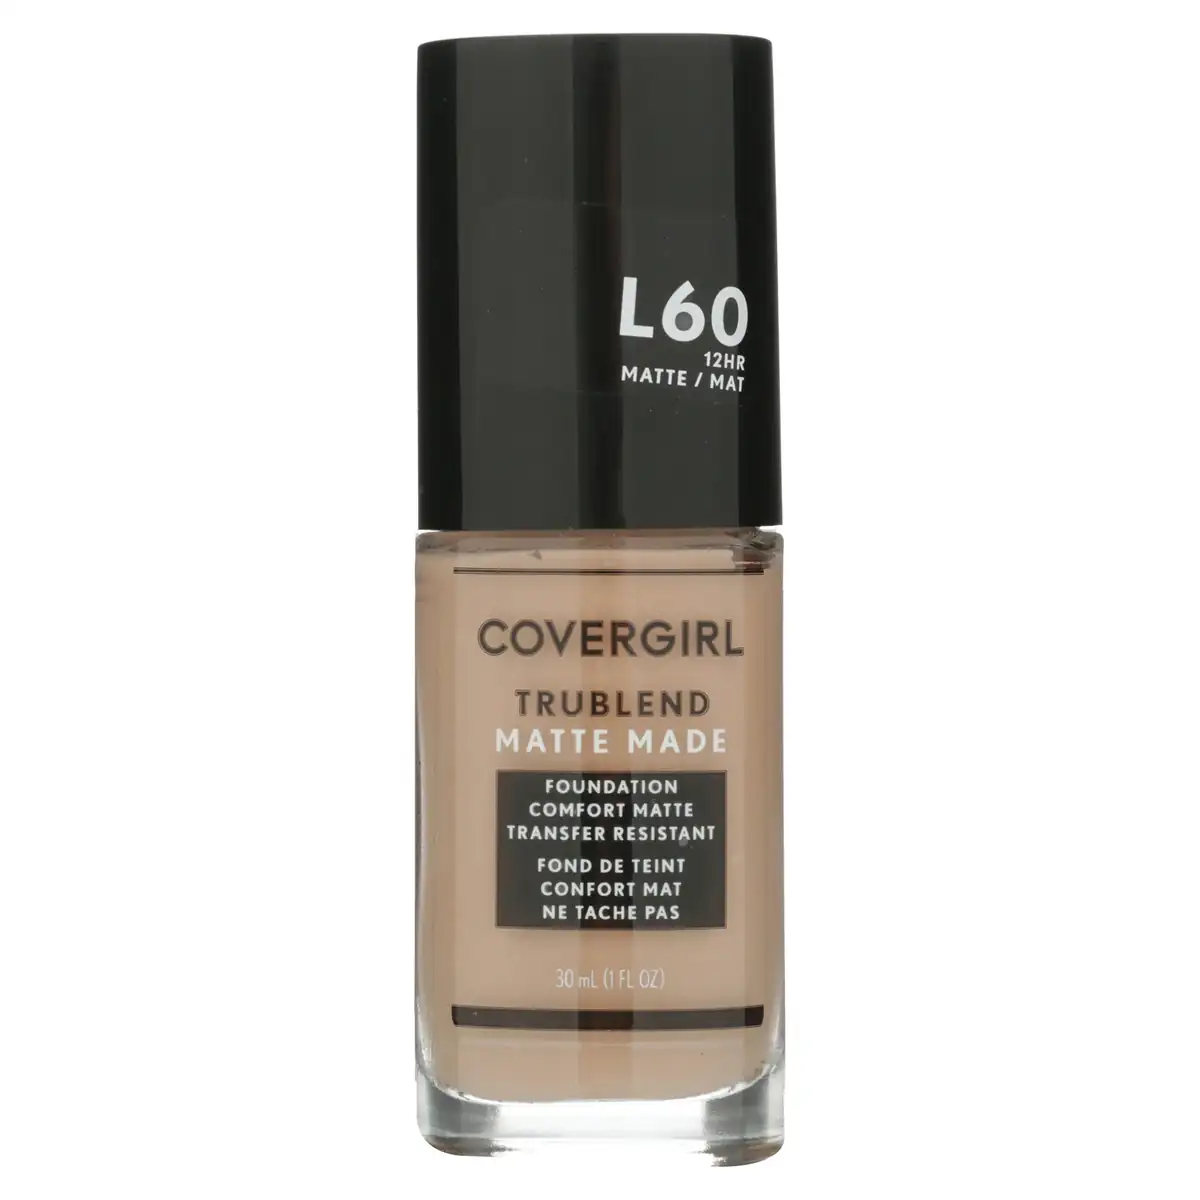 L60
12HR
MATTE / MAT
COVERGIRL
TRUBLEND
MATTE MADE
FOUNDATION
COMFORT MATTE
TRANSFER RESISTANT
FOND DE TEINT
CONFORT MAT
NE TACHE PAS
30 mL (1 FL OZ)